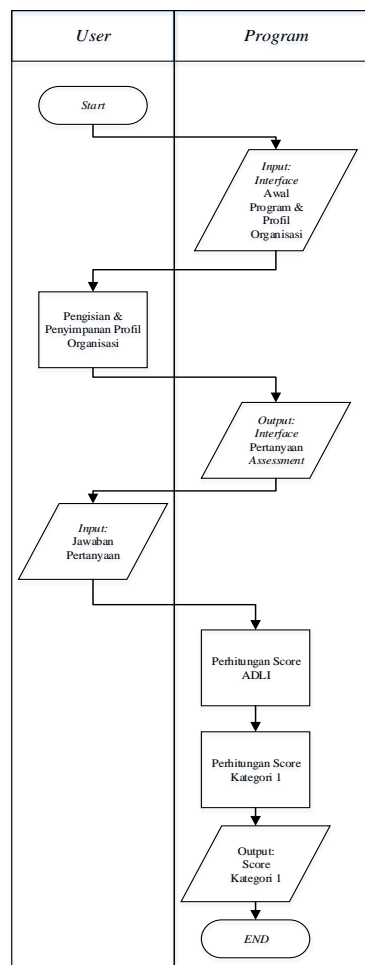 User
Program
Start
Input:
Interface
Awal
Program &
Profil
Organisasi
Pengisian &
Penyimpanan Profil
Organisasi
Output:
Interface
Pertanyaan
Assessment
Input:
Jawaban
Pertanyaan
Perhitungan Score
ADLI
Perhitungan Score
Kategori 1
Output:
Score
Kategori 1
END